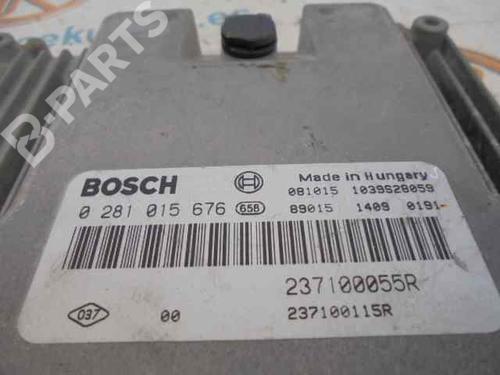 B-PARTS
BOSCH
Made in Hungary
081015 1039S28059
0 281 015 676 658
89015 1409 0191-
237100055R
037 00 237100115R